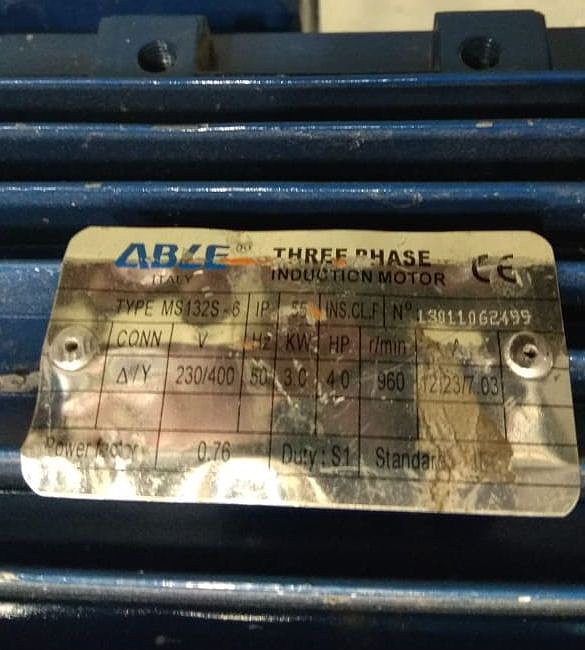 ABLE THREE PHASE CE
ITALY INDUCTION MOTOR
TYPE MS132S-6 IP 55 INS.CL.F Nº 13011062499
CONN V HZ KW HP r/min A
Δ/Y 230/400 50 3.0 4.0 960 12.23/7.03
Power factor 0.76 Duty: S1 Standard